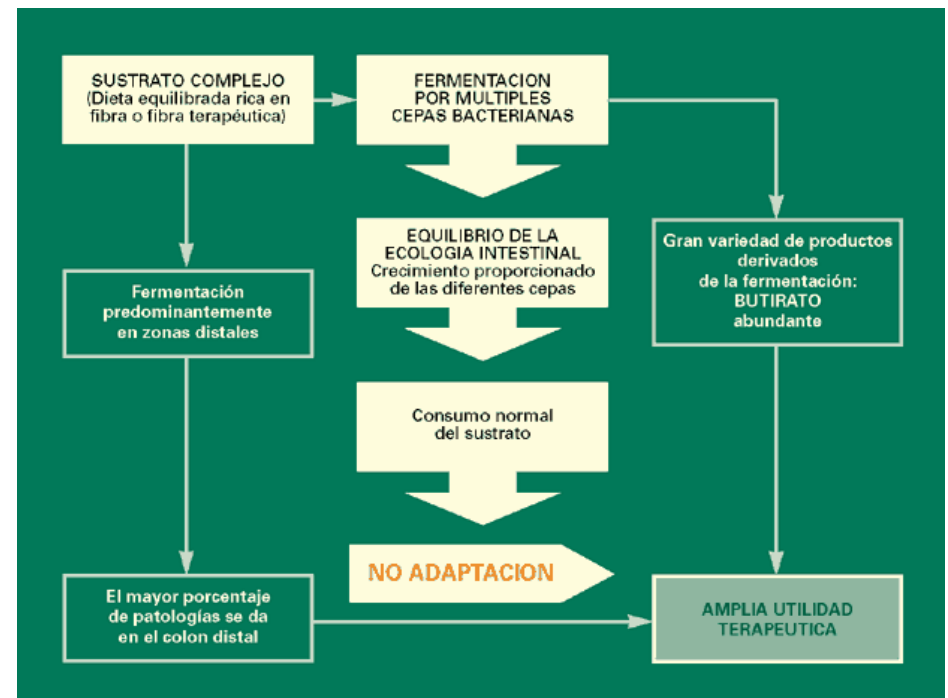 SUSTRATO COMPLEJO
(Dieta equilibrada rica en
fibra o fibra terapéutica)
FERMENTACION
POR MULTIPLES
CEPAS BACTERIANAS
EQUILIBRIO DE LA
ECOLOGIA INTESTINAL
Crecimiento proporcionado
de las diferentes cepas
Gran variedad de productos
derivados
de la fermentación:
BUTIRATO
abundante
Fermentación
predominantemente
en zonas distales
Consumo normal
del sustrato
NO ADAPTACION
El mayor porcentaje
de patologías se da
en el colon distal
AMPLIA UTILIDAD
TERAPEUTICA